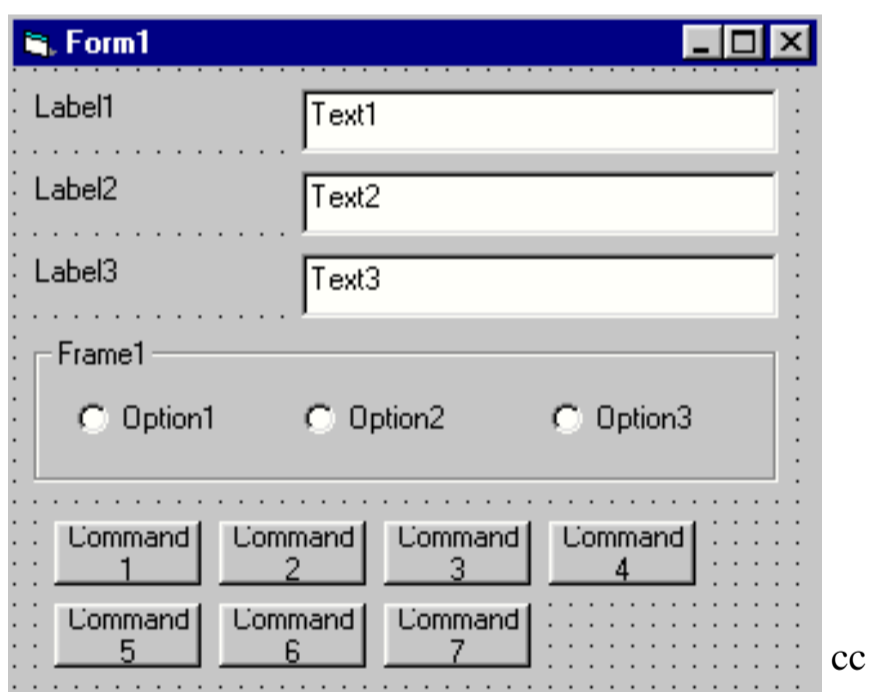 Form1
Label1 Text1
Label2 Text2
Label3 Text3
Frame1
Option1 Option2 Option3
Command Command Command Command
1 2 3 4
Command Command Command
5 6 7
cc